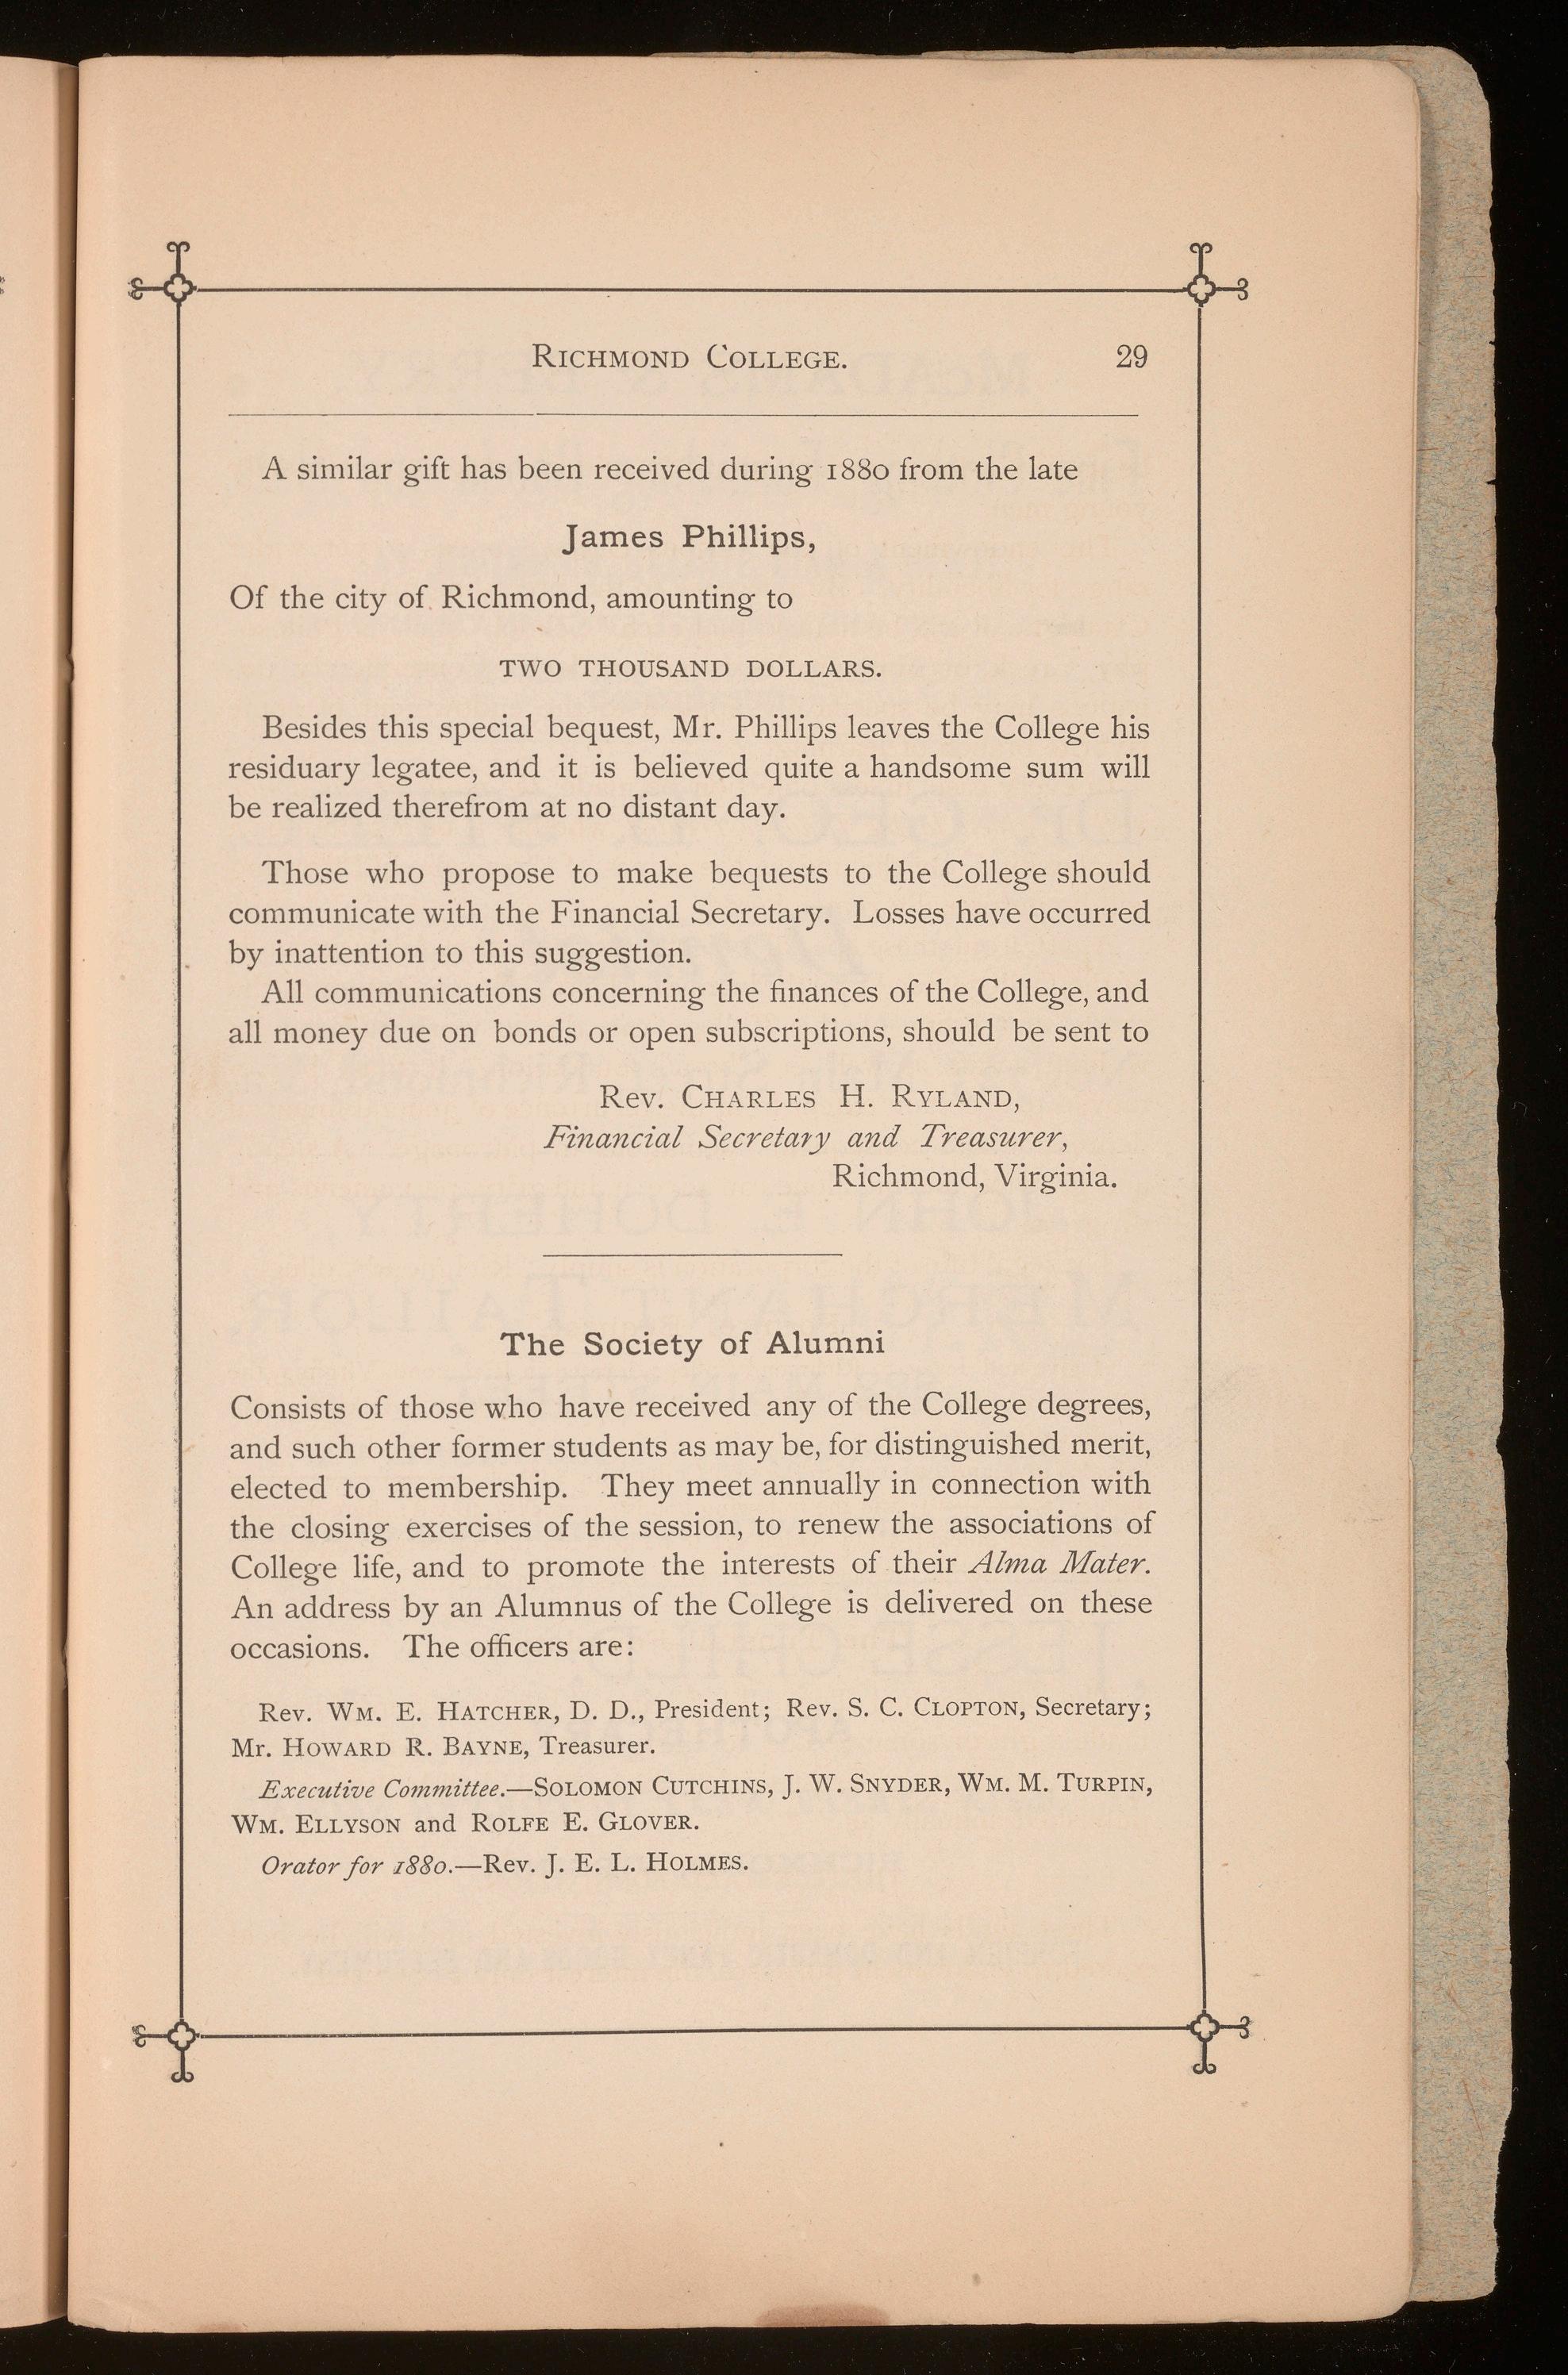 RICHMOND COLLEGE. 29
A similar gift has been received during 1880 from the late
James Phillips,
Of the city of Richmond, amounting to
TWO THOUSAND DOLLARS.
Besides this special bequest, Mr. Phillips leaves the College his
residuary legatee, and it is believed quite a handsome sum will
be realized therefrom at no distant day.
Those who propose to make bequests to the College should
communicate with the Financial Secretary. Losses have occurred
by inattention to this suggestion.
All communications concerning the finances of the College, and
all money due on bonds or open subscriptions, should be sent to
Rev. CHARLES H. RYLAND,
Financial Secretary and Treasurer,
Richmond, Virginia.
The Society of Alumni
Consists of those who have received any of the College degrees,
and such other former students as may be, for distinguished merit,
elected to membership. They meet annually in connection with
the closing exercises of the session, to renew the associations of
College life, and to promote the interests of their Alma Mater.
An address by an Alumnus of the College is delivered on these
occasions. The officers are:
Rev. WM. E. HATCHER, D. D., President; Rev. S. C. CLOPTON, Secretary;
Mr. HOWARD R. BAYNE, Treasurer.
Executive Committee.—SOLOMON CUTCHINS, J. W. SNYDER, WM. M. TURPIN,
WM. ELLYSON and ROLFE E. GLOVER.
Orator for 1880.—Rev. J. E. L. HOLMES.